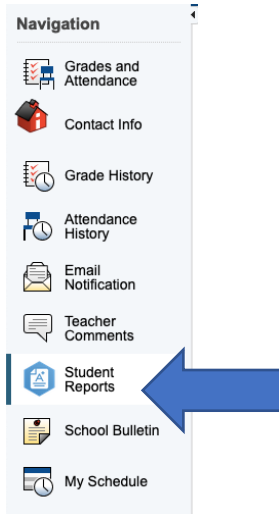 Navigation
Grades and
Attendance
Contact Info
Grade History
Attendance
History
Email
Notification
Teacher
Comments
Student
Reports
School Bulletin
My Schedule